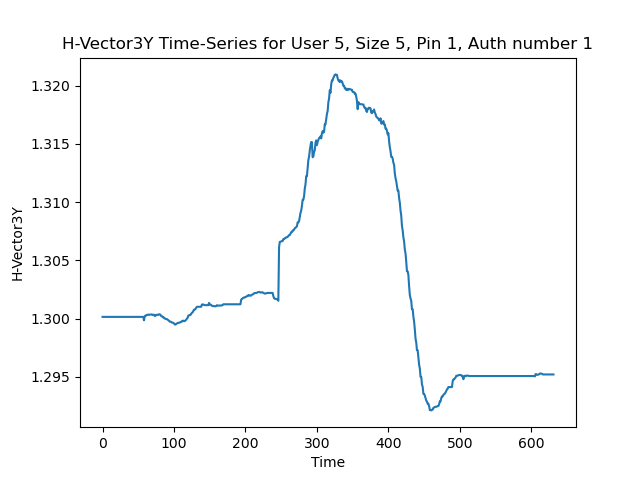 H-Vector3Y Time-Series for User 5, Size 5, Pin 1, Auth number 1
1.320
1.315
1.310
1.305
1.300
1.295
H-Vector3Y
0 100 200 300 400 500 600
Time